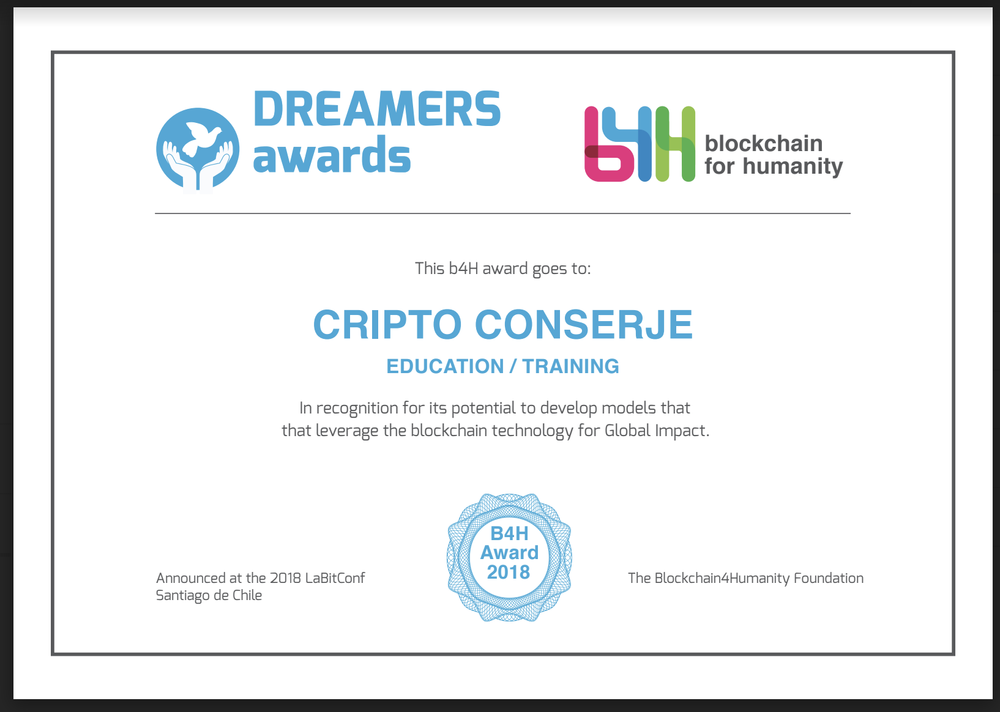 DREAMERS
awards
b4H
blockchain
for humanity
This b4H award goes to:
CRIPTO CONSERJE
EDUCATION / TRAINING
In recognition for its potential to develop models that
that leverage the blockchain technology for Global Impact.
B4H
Award
2018
Announced at the 2018 LaBitConf
Santiago de Chile
The Blockchain4Humanity Foundation